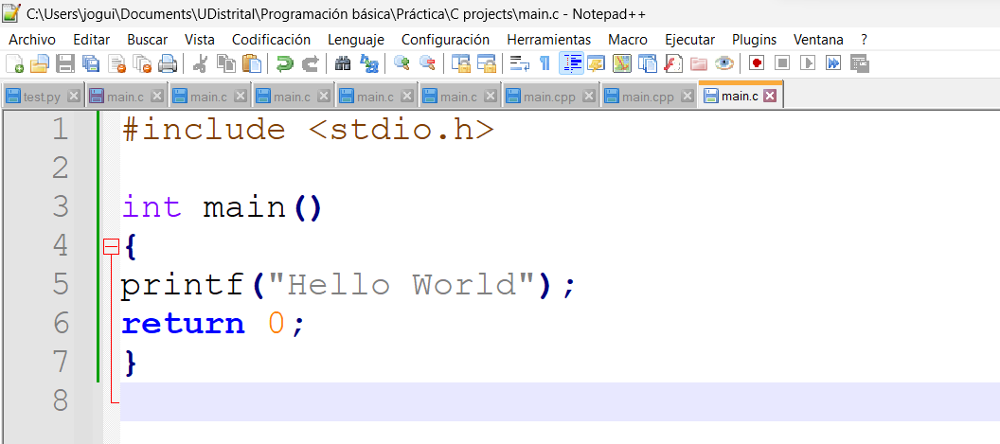 C:\Users\jogui\Documents\UDistrital\Programación básica\Práctica\C projects\main.c - Notepad++
Archivo Editar Buscar Vista Codificación Lenguaje Configuración Herramientas Macro Ejecutar Plugins Ventana ?
test.py main.c main.c main.c main.c main.c main.cpp main.cpp main.c
1 #include <stdio.h>
2
3 int main()
4 {
5 printf("Hello World");
6 return 0;
7 }
8